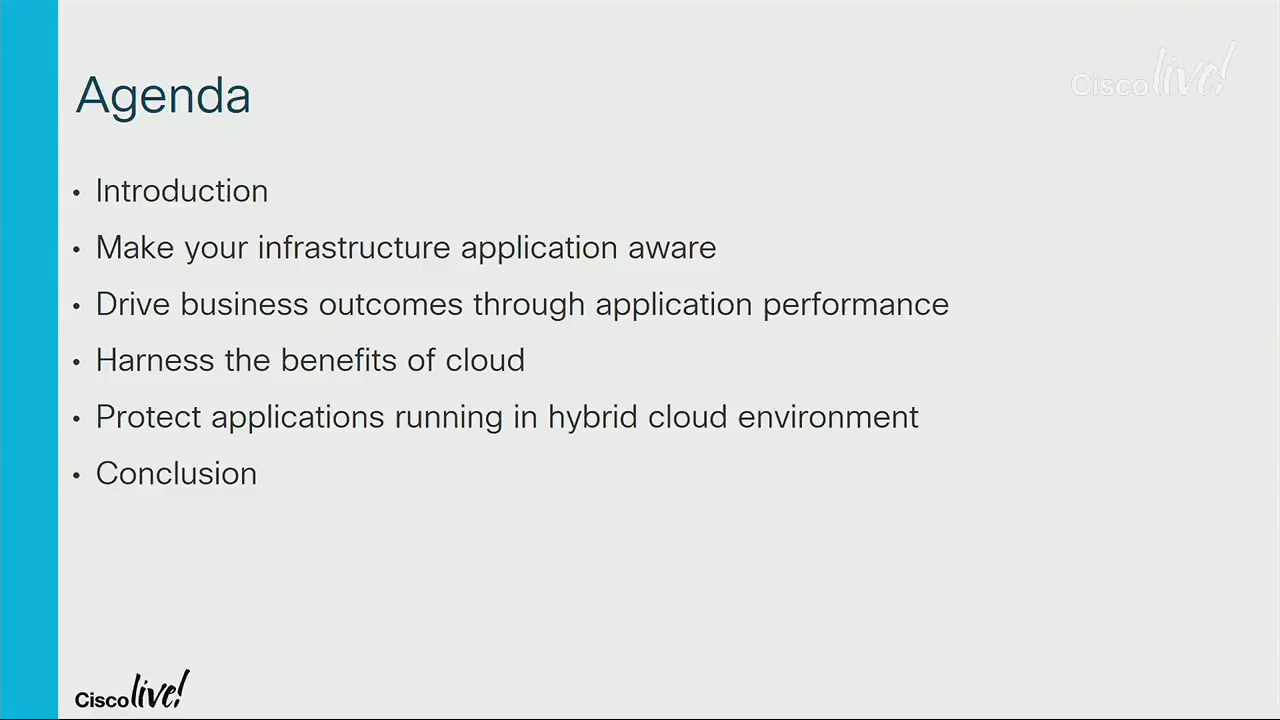 Agenda
Cisco live!
• Introduction
• Make your infrastructure application aware
• Drive business outcomes through application performance
• Harness the benefits of cloud
• Protect applications running in hybrid cloud environment
• Conclusion
Cisco live!